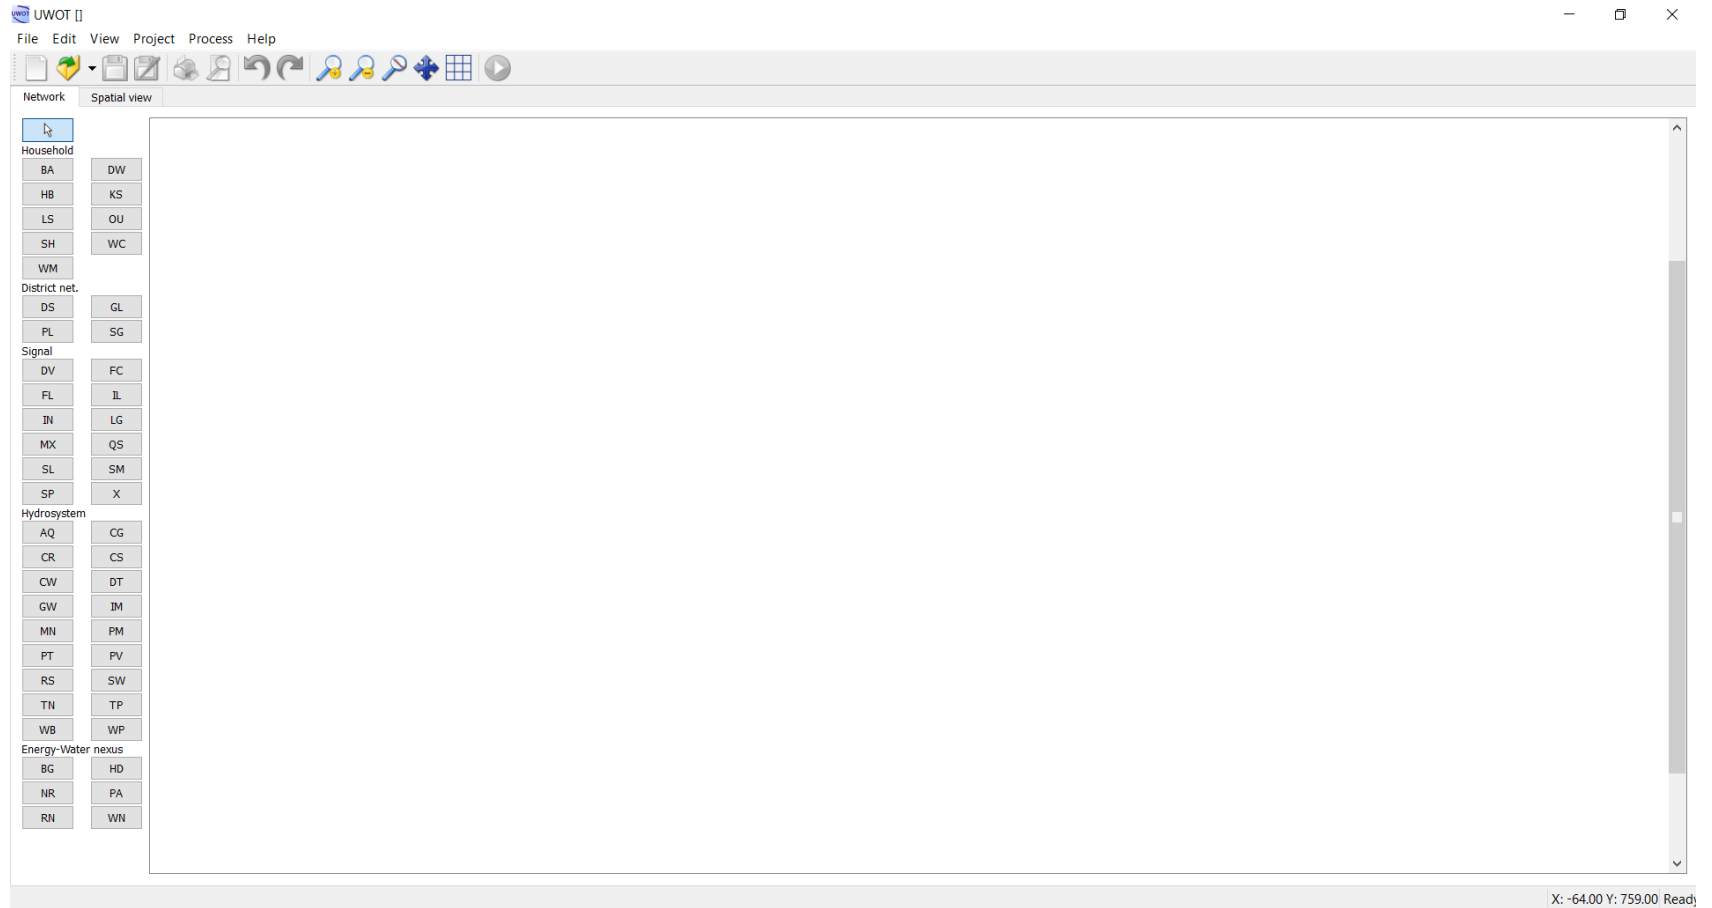 UWOT []
File Edit View Project Process Help
Network Spatial view
Household
BA DW
HB KS
LS OU
SH WC
WM
District net.
DS GL
PL SG
Signal
DV FC
FL IL
IN LG
MX QS
SL SM
SP X
Hydrosystem
AQ CG
CR CS
CW DT
GW IM
MN PM
PT PV
RS SW
TN TP
WB WP
Energy-Water nexus
BG HD
NR PA
RN WN
X: -64.00 Y: 759.00 Ready